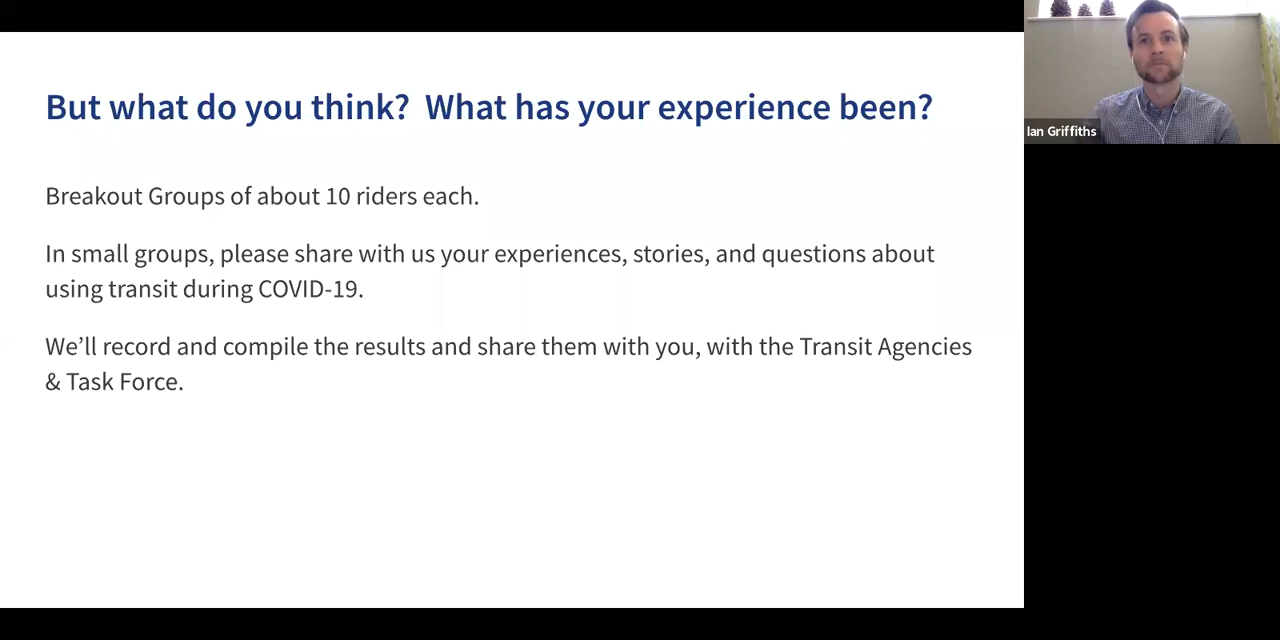 But what do you think?  What has your experience been?
Breakout Groups of about 10 riders each.
In small groups, please share with us your experiences, stories, and questions about
using transit during COVID-19.
We’ll record and compile the results and share them with you, with the Transit Agencies
& Task Force.
Ian Griffiths